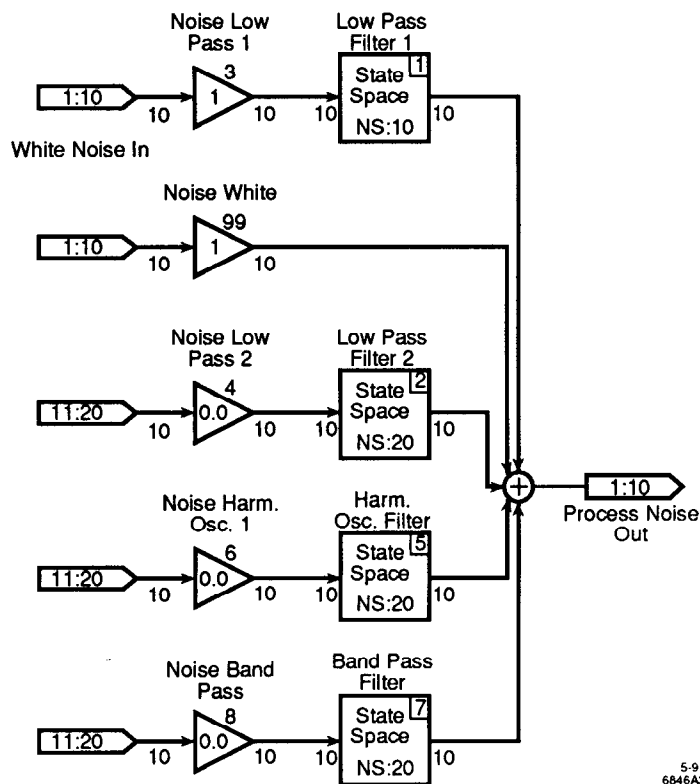 Noise Low
Pass 1
Low Pass
Filter 1
1:10
10
3
1
10
10
1
State
Space
NS:10
10
White Noise In
Noise White
1:10
10
99
1
10
Noise Low
Pass 2
Low Pass
Filter 2
11:20
10
4
0.0
10
10
2
State
Space
NS:20
10
+
1:10
Process Noise
Out
Noise Harm.
Osc. 1
Harm.
Osc. Filter
11:20
10
6
0.0
10
10
5
State
Space
NS:20
10
Noise Band
Pass
Band Pass
Filter
11:20
10
8
0.0
10
10
7
State
Space
NS:20
10
5-9